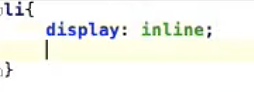 li{
display: inline;
}